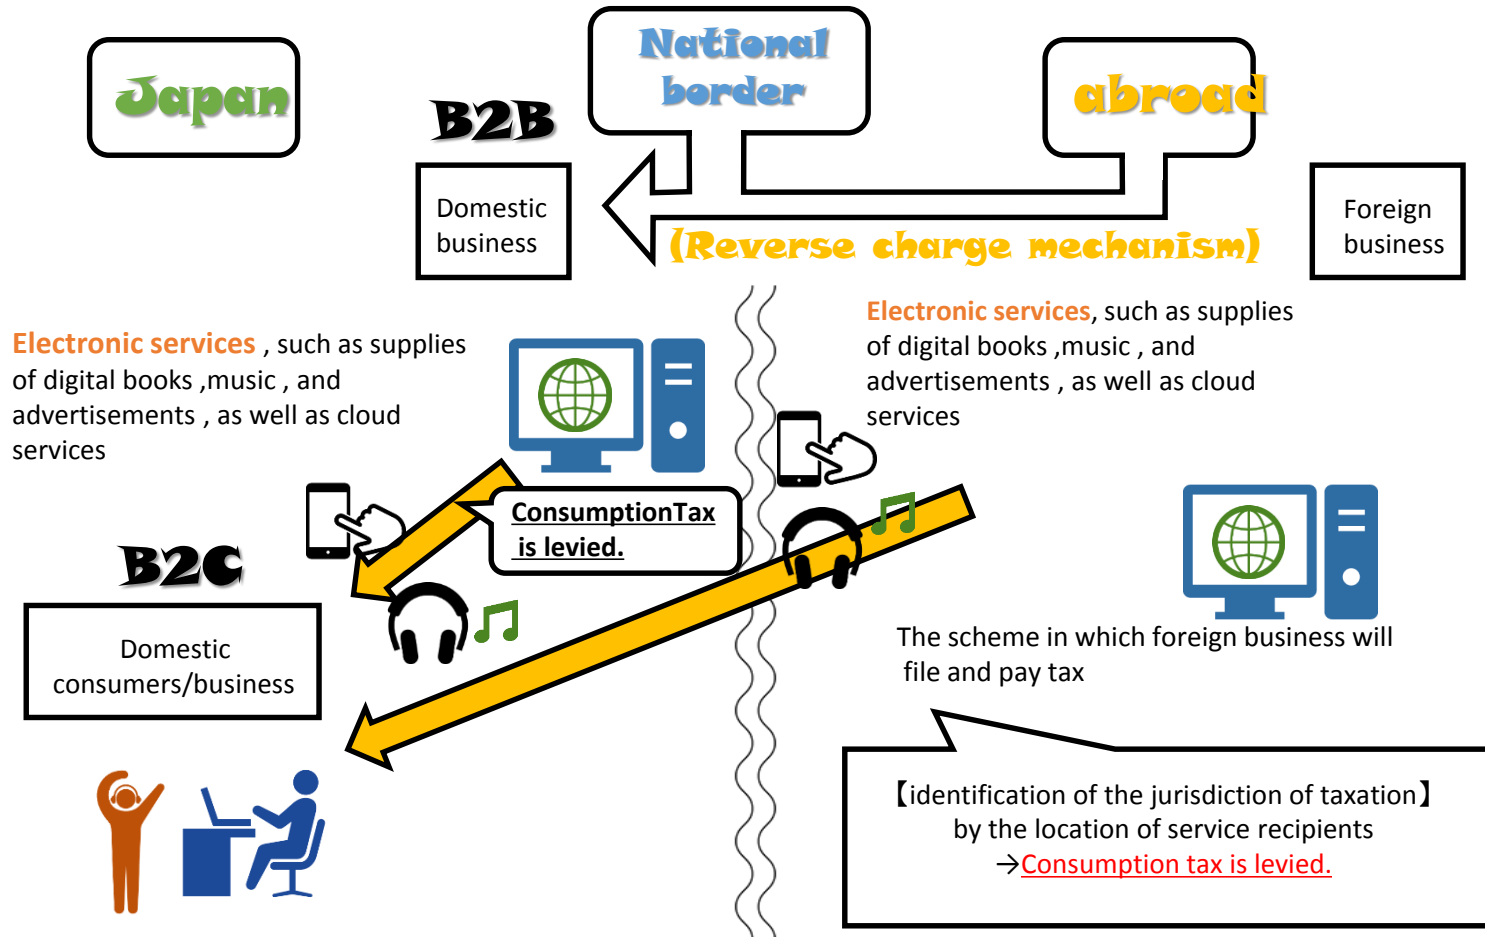 Japan
National
border
abroad
B2B
Domestic
business
Foreign
business
(Reverse charge mechanism)
Electronic services , such as supplies
of digital books ,music , and
advertisements , as well as cloud
services
Electronic services, such as supplies
of digital books ,music , and
advertisements , as well as cloud
services
ConsumptionTax
is levied.
B2C
Domestic
consumers/business
The scheme in which foreign business will
file and pay tax
【identification of the jurisdiction of taxation】
by the location of service recipients
→Consumption tax is levied.